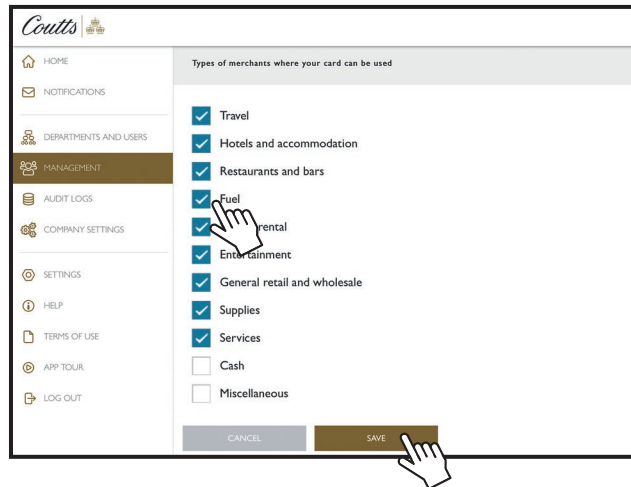 Coutts
HOME
NOTIFICATIONS
DEPARTMENTS AND USERS
MANAGEMENT
AUDIT LOGS
COMPANY SETTINGS
SETTINGS
HELP
TERMS OF USE
APP TOUR
LOG OUT
Types of merchants where your card can be used
Travel
Hotels and accommodation
Restaurants and bars
Fuel
rental
Entertainment
General retail and wholesale
Supplies
Services
Cash
Miscellaneous
CANCEL
SAVE